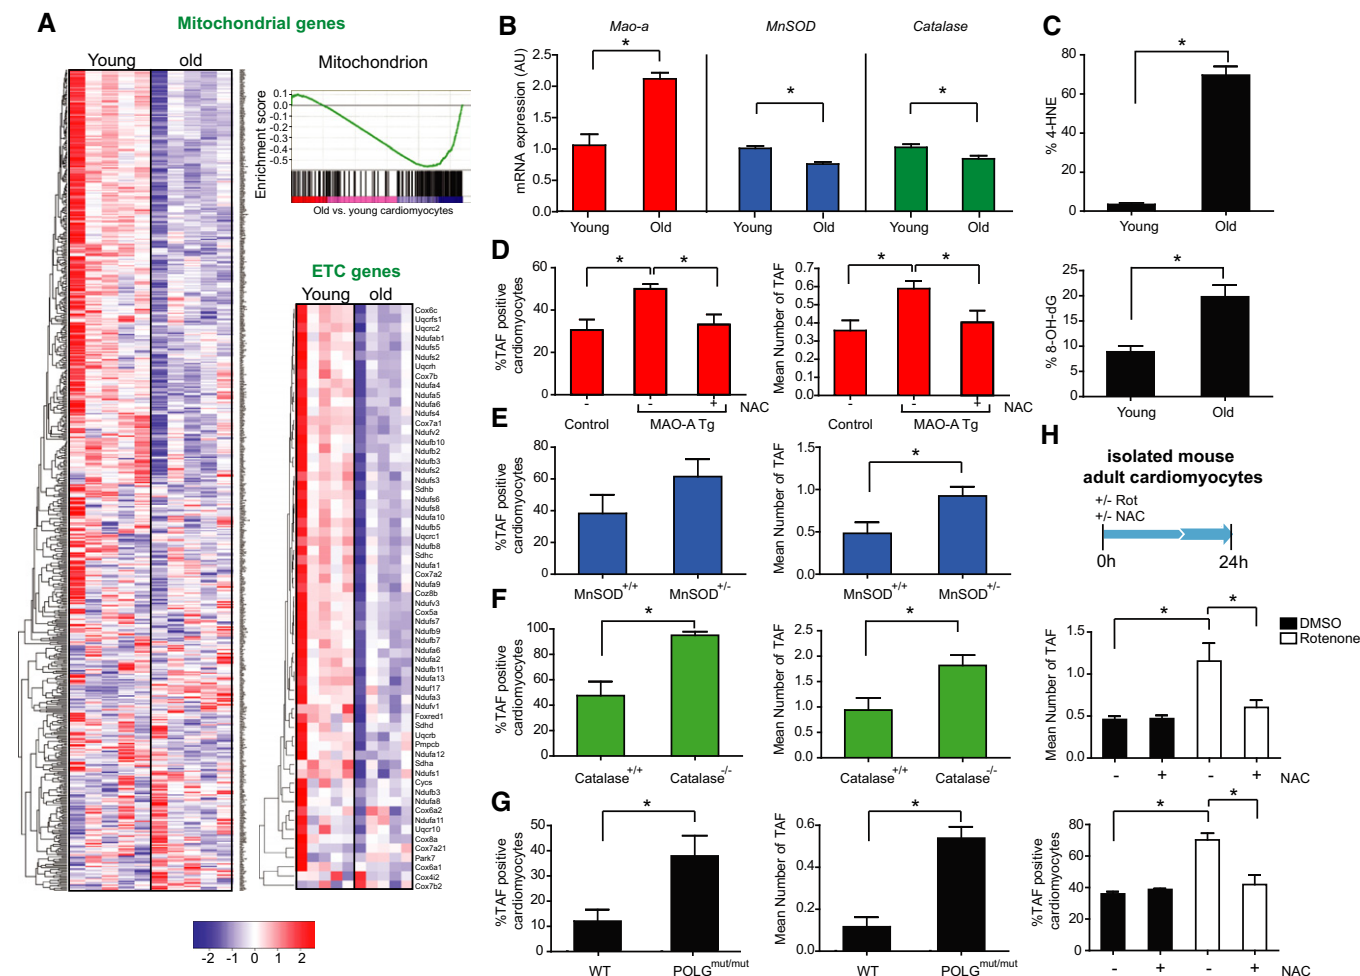 A
Mitochondrial genes
Young old
Mitochondrion
Enrichment score
0.1
0.0
-0.1
-0.2
-0.3
-0.4
-0.5
Old vs. young cardiomyocytes
ETC genes
Young old
Cox6c
Uqcrfs1
Uqcrc2
Ndufab1
Ndufs5
Ndufs2
Uqcrh
Cox7b
Ndufa4
Ndufa5
Ndufa6
Ndufs4
Cox7a1
Ndufv2
Ndufb10
Ndufb2
Ndufb3
Ndufs2
Ndufs3
Sdhb
Ndufs6
Ndufs8
Ndufa10
Ndufb5
Uqcrc1
Ndufb8
Sdhc
Ndufa1
Cox7a2
Ndufa9
Coz8b
Ndufv3
Cox5a
Ndufs7
Ndufb9
Ndufb7
Ndufa6
Ndufa2
Ndufb11
Ndufa13
Nduf17
Ndufa3
Ndufv1
Foxred1
Sdhd
Uqcrb
Pmpcb
Ndufa12
Sdha
Ndufs1
Cycs
Ndufb3
Ndufa8
Cox6a2
Ndufa11
Uqcr10
Cox8a
Cox7a21
Park7
Cox6a1
Cox4i2
Cox7b2
-2 -1 0 1 2
B
Mao-a MnSOD Catalase
mRNA expression (AU)
2.5
2.0
1.5
1.0
0.5
0.0
* * *
Young Old Young Old Young Old
C
% 4-HNE
80
60
40
20
0
*
Young Old
% 8-OH-dG
25
20
15
10
5
0
*
Young Old
D
%TAF positive cardiomyocytes
60
40
20
0
* *
- - + NAC
Control MAO-A Tg
Mean Number of TAF
0.7
0.6
0.5
0.4
0.3
0.2
0.1
0.0
* *
- - + NAC
Control MAO-A Tg
E
%TAF positive cardiomyocytes
80
60
40
20
0
MnSOD+/+ MnSOD+/-
Mean Number of TAF
1.5
1.0
0.5
0.0
*
MnSOD+/+ MnSOD+/-
F
%TAF positive cardiomyocytes
100
80
60
40
20
0
*
Catalase+/+ Catalase-/-
Mean Number of TAF
2.5
2.0
1.5
1.0
0.5
0.0
*
Catalase+/+ Catalase-/-
G
%TAF positive cardiomyocytes
50
40
30
20
10
0
*
WT POLGmut/mut
Mean Number of TAF
0.6
0.4
0.2
0.0
*
WT POLGmut/mut
H
isolated mouse
adult cardiomyocytes
+/- Rot
+/- NAC
0h 24h
DMSO
Rotenone
Mean Number of TAF
1.5
1.0
0.5
0.0
* *
- + - + NAC
%TAF positive cardiomyocytes
80
60
40
20
0
* *
- + - + NAC